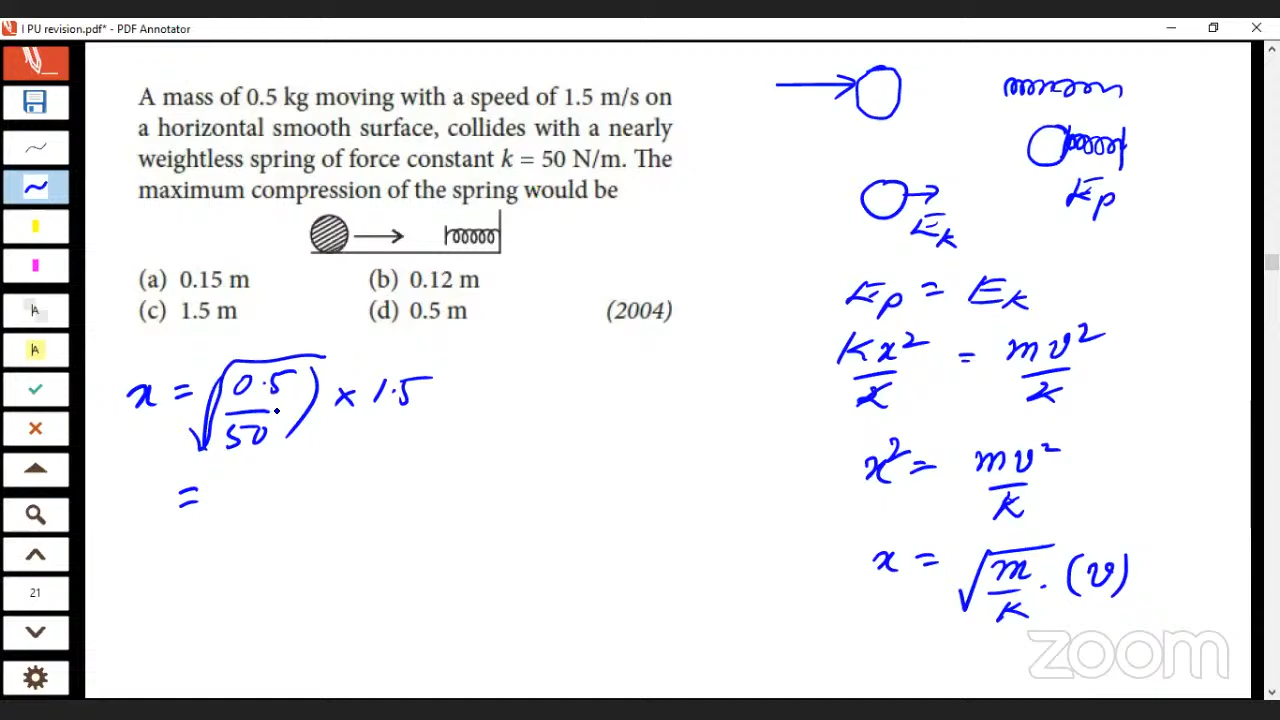 I PU revision.pdf* - PDF Annotator
A mass of 0.5 kg moving with a speed of 1.5 m/s on
a horizontal smooth surface, collides with a nearly
weightless spring of force constant k = 50 N/m. The
maximum compression of the spring would be
(a) 0.15 m (b) 0.12 m
(c) 1.5 m (d) 0.5 m (2004)
x = √(0.5/50) × 1.5
=
Ep
Ek
Ep = Ek
Kx²/2 = mv²/2
x² = mv²/k
x = √m/k . (v)
A
A
21
zoom